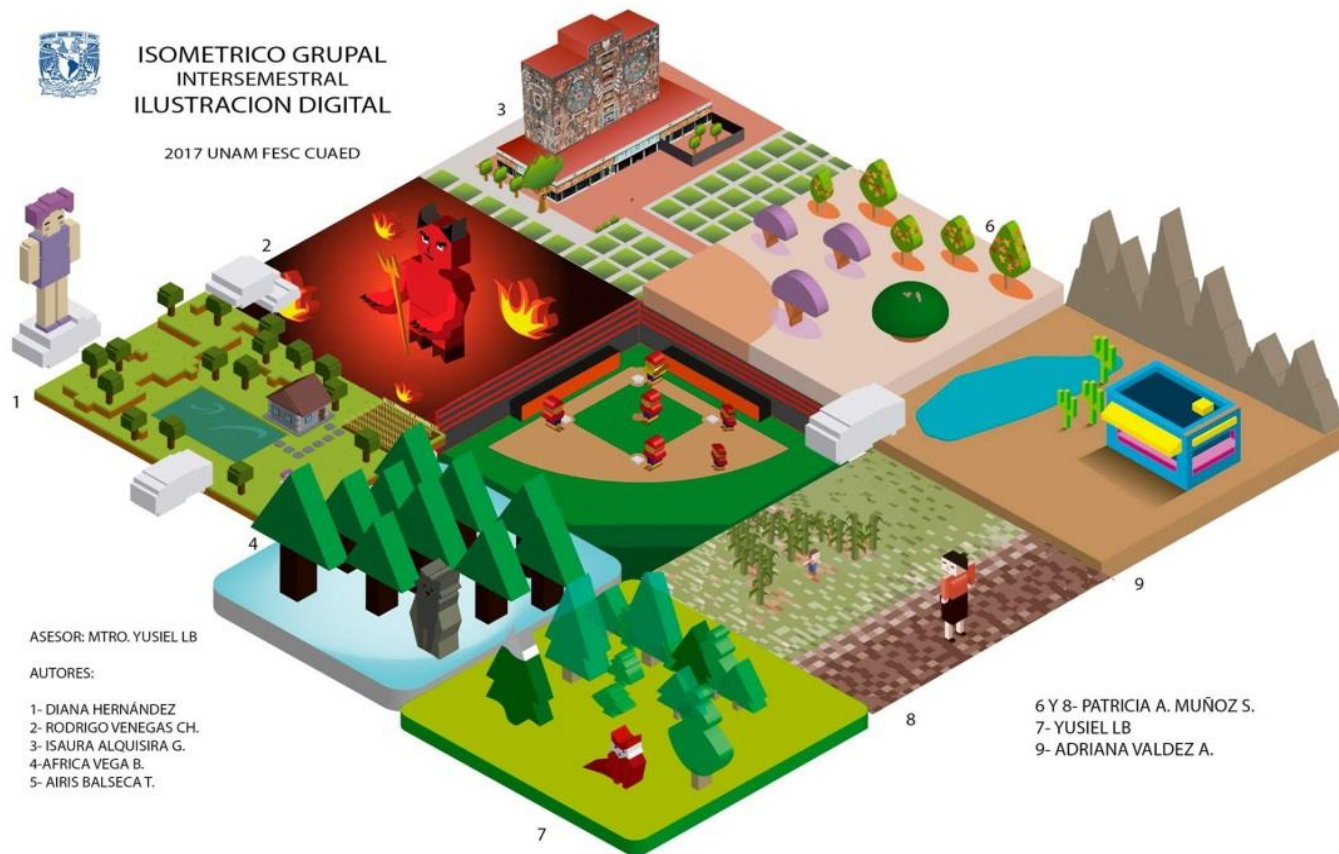 ISOMETRICO GRUPAL
INTERSEMESTRAL
ILUSTRACION DIGITAL
2017 UNAM FESC CUAED
3
2
6
1
4
9
8
7
ASESOR: MTRO. YUSIEL LB
AUTORES:
1- DIANA HERNÁNDEZ
2- RODRIGO VENEGAS CH.
3- ISAURA ALQUISIRA G.
4-AFRICA VEGA B.
5- AIRIS BALSECA T.
6 Y 8- PATRICIA A. MUÑOZ S.
7- YUSIEL LB
9- ADRIANA VALDEZ A.